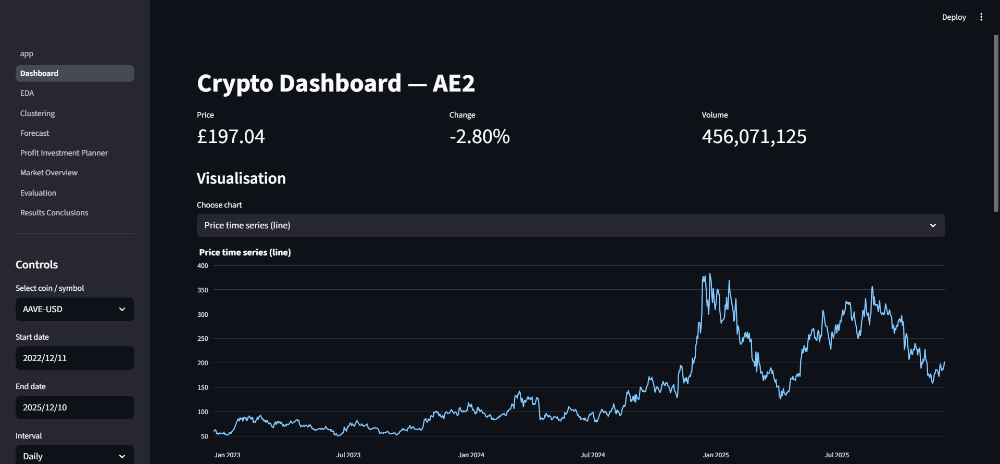 Deploy
app
Dashboard
EDA
Clustering
Forecast
Profit Investment Planner
Market Overview
Evaluation
Results Conclusions
Controls
Select coin / symbol
AAVE-USD
Start date
2022/12/11
End date
2025/12/10
Interval
Daily
Crypto Dashboard — AE2
Price Change Volume
£197.04 -2.80% 456,071,125
Visualisation
Choose chart
Price time series (line)
Price time series (line)
400
350
300
250
200
150
100
50
Jan 2023 Jul 2023 Jan 2024 Jul 2024 Jan 2025 Jul 2025